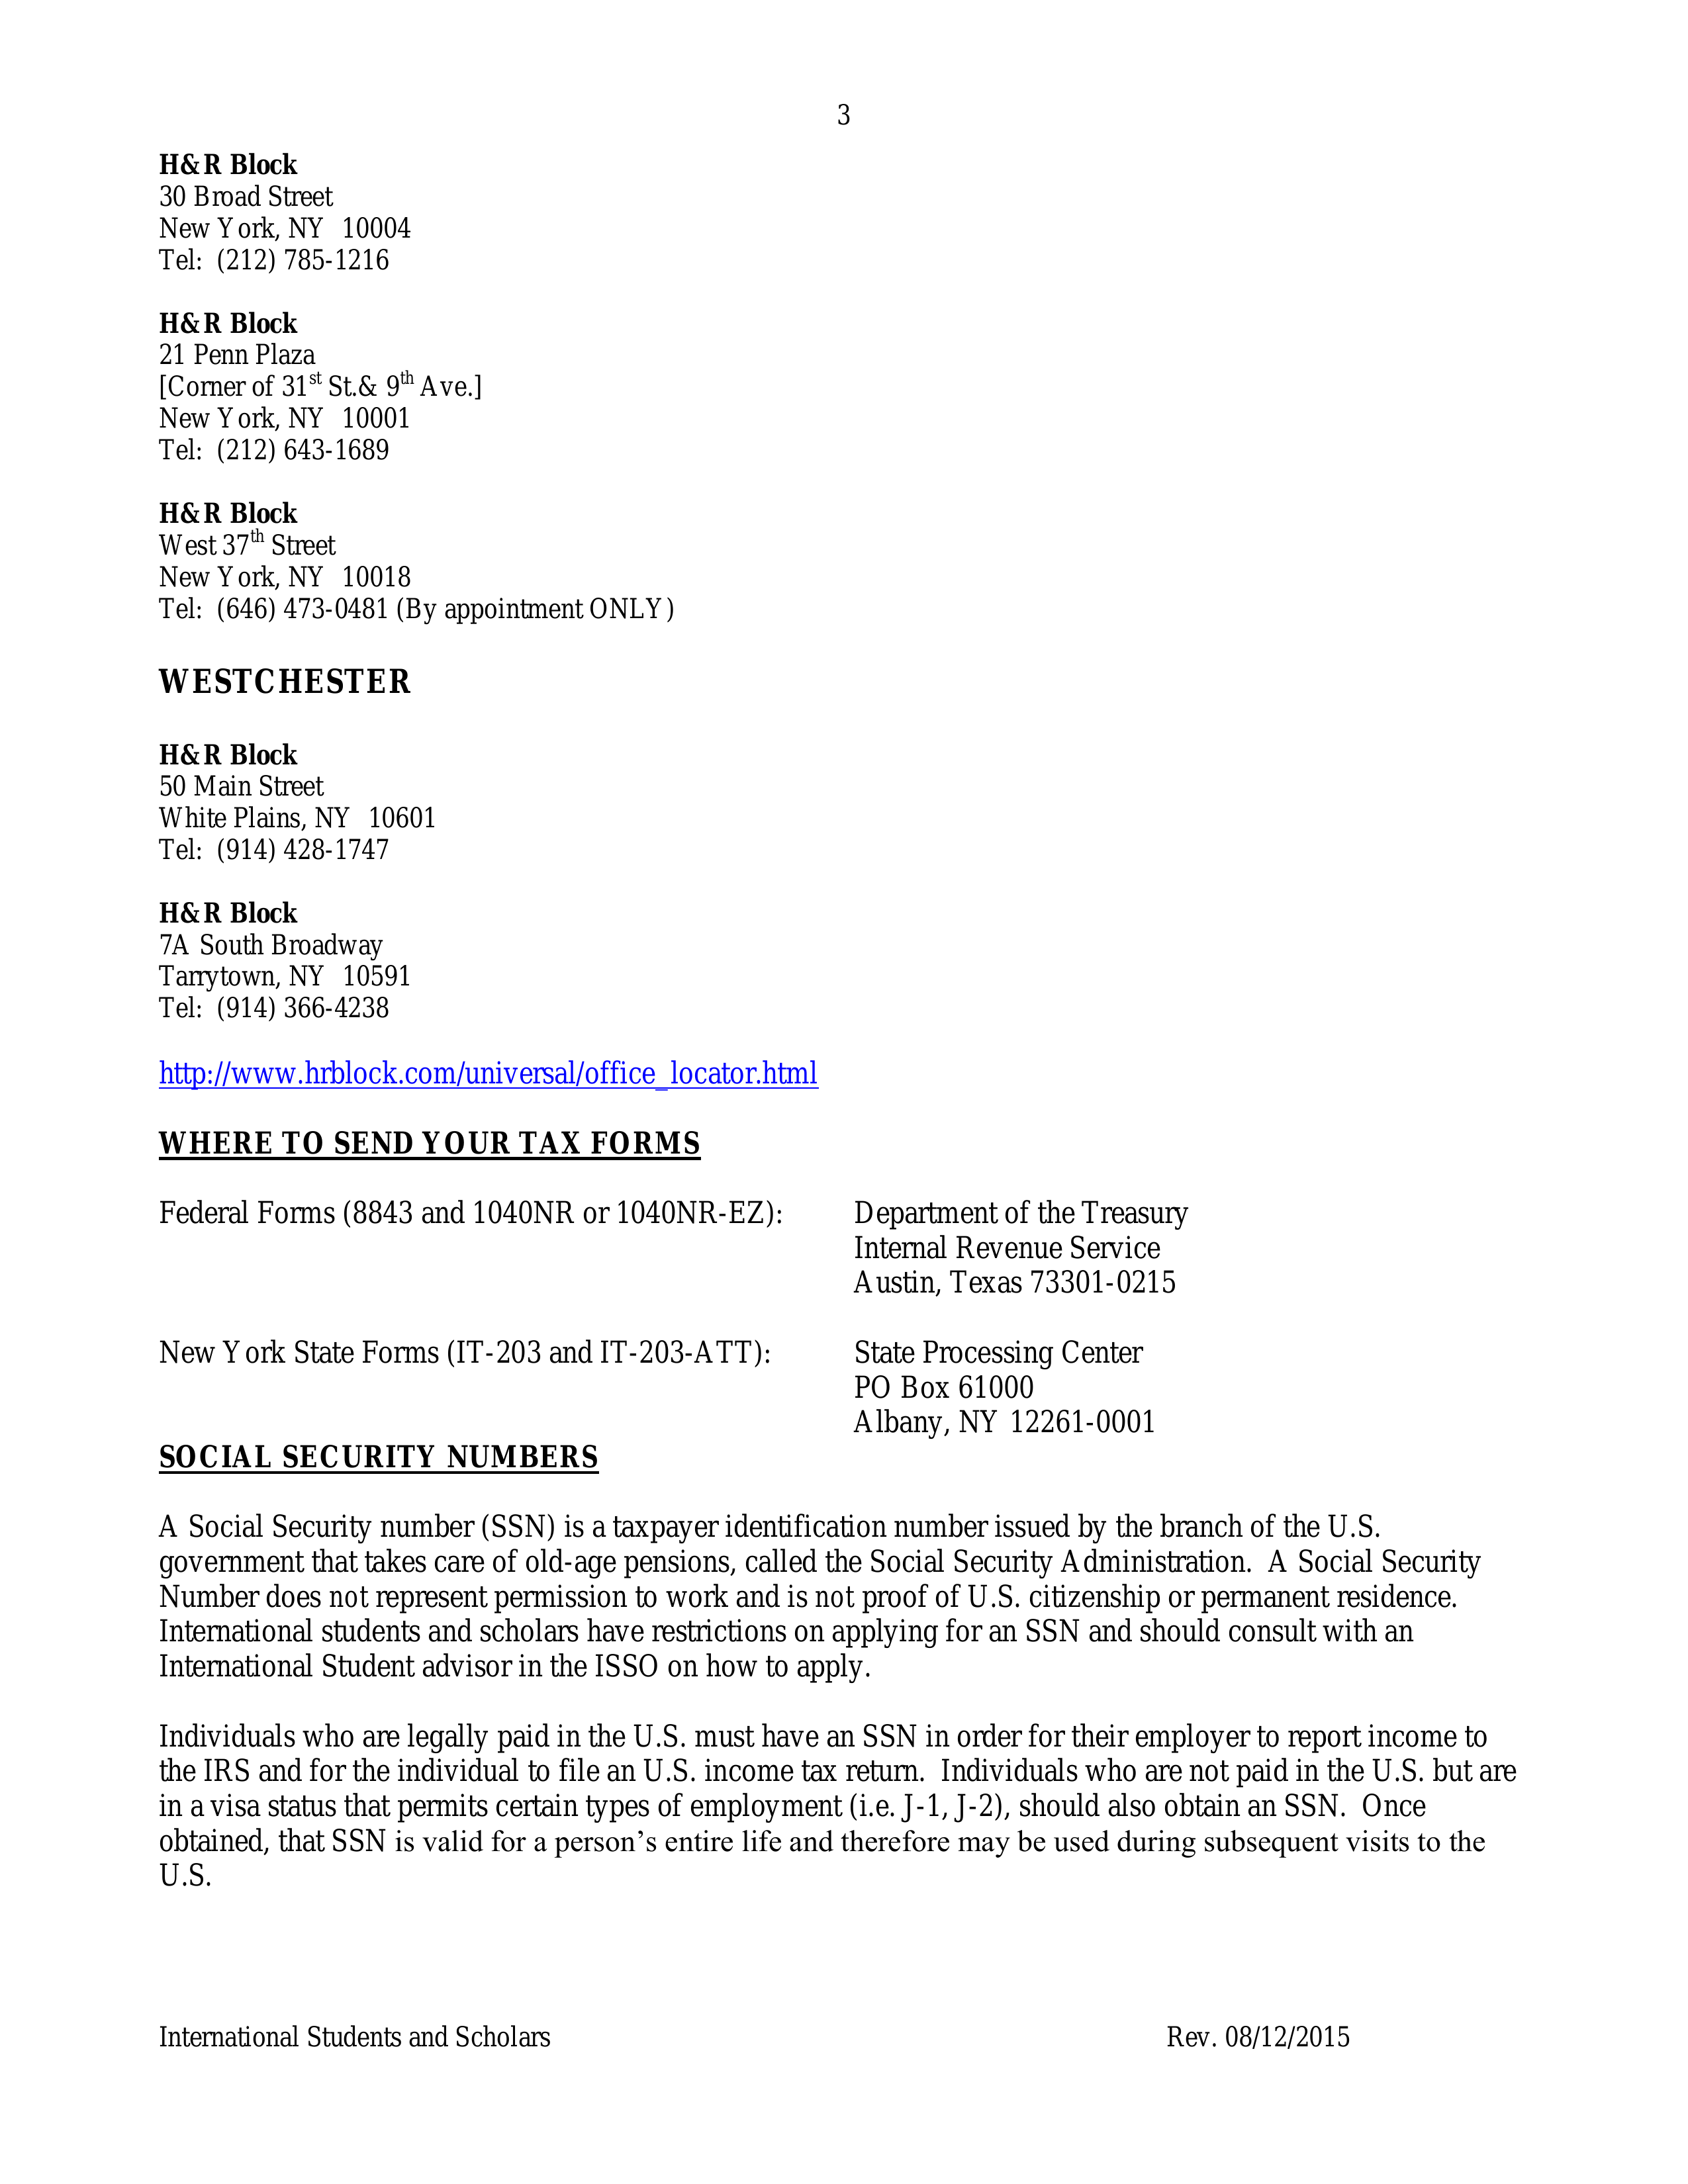 3
H&R Block
30 Broad Street
New York, NY 10004
Tel: (212) 785-1216
H&R Block
21 Penn Plaza
[Corner of 31st St.& 9th Ave.]
New York, NY 10001
Tel: (212) 643-1689
H&R Block
West 37th Street
New York, NY 10018
Tel: (646) 473-0481 (By appointment ONLY)
WESTCHESTER
H&R Block
50 Main Street
White Plains, NY 10601
Tel: (914) 428-1747
H&R Block
7A South Broadway
Tarrytown, NY 10591
Tel: (914) 366-4238
http://www.hrblock.com/universal/office_locator.html
WHERE TO SEND YOUR TAX FORMS
Federal Forms (8843 and 1040NR or 1040NR-EZ): Department of the Treasury
Internal Revenue Service
Austin, Texas 73301-0215
New York State Forms (IT-203 and IT-203-ATT): State Processing Center
PO Box 61000
Albany, NY 12261-0001
SOCIAL SECURITY NUMBERS
A Social Security number (SSN) is a taxpayer identification number issued by the branch of the U.S.
government that takes care of old-age pensions, called the Social Security Administration. A Social Security
Number does not represent permission to work and is not proof of U.S. citizenship or permanent residence.
International students and scholars have restrictions on applying for an SSN and should consult with an
International Student advisor in the ISSO on how to apply.
Individuals who are legally paid in the U.S. must have an SSN in order for their employer to report income to
the IRS and for the individual to file an U.S. income tax return. Individuals who are not paid in the U.S. but are
in a visa status that permits certain types of employment (i.e. J-1, J-2), should also obtain an SSN. Once
obtained, that SSN is valid for a person’s entire life and therefore may be used during subsequent visits to the
U.S.
International Students and Scholars Rev. 08/12/2015